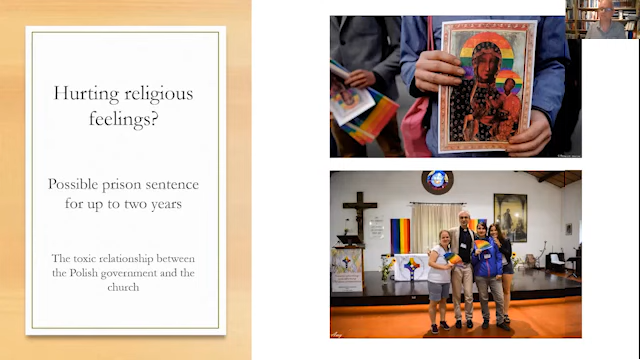 Hurting religious
feelings?
Possible prison sentence
for up to two years
The toxic relationship between
the Polish government and the
church